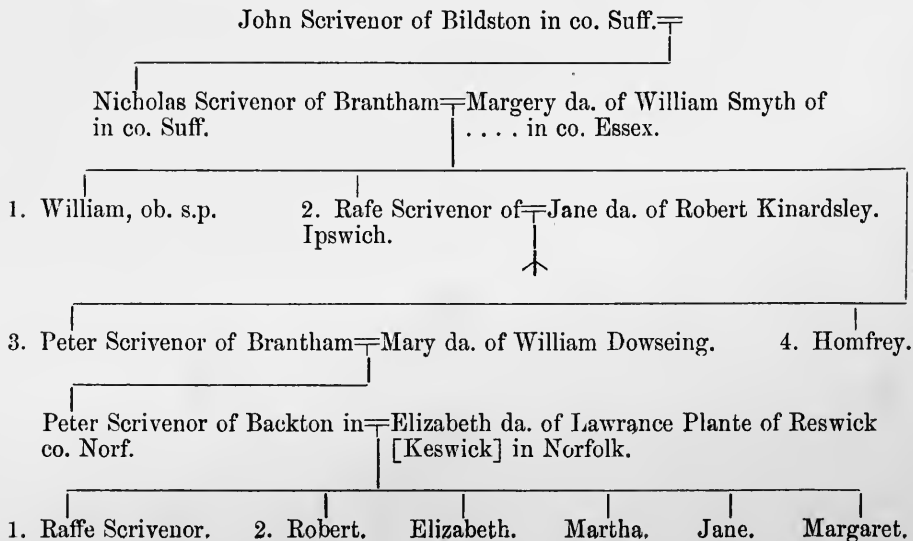 John Scrivenor of Bildston in co. Suff.
Nicholas Scrivenor of Brantham Margery da. of William Smyth of
in co. Suff. . . . . in co. Essex.
1. William, ob. s.p. 2. Rafe Scrivenor of Jane da. of Robert Kinardsley.
Ipswich.
3. Peter Scrivenor of Brantham Mary da. of William Dowseing. 4. Homfrey.
Peter Scrivenor of Backton in Elizabeth da. of Lawrance Plante of Reswick
co. Norf. [Keswick] in Norfolk.
1. Raffe Scrivenor. 2. Robert. Elizabeth. Martha. Jane. Margaret.